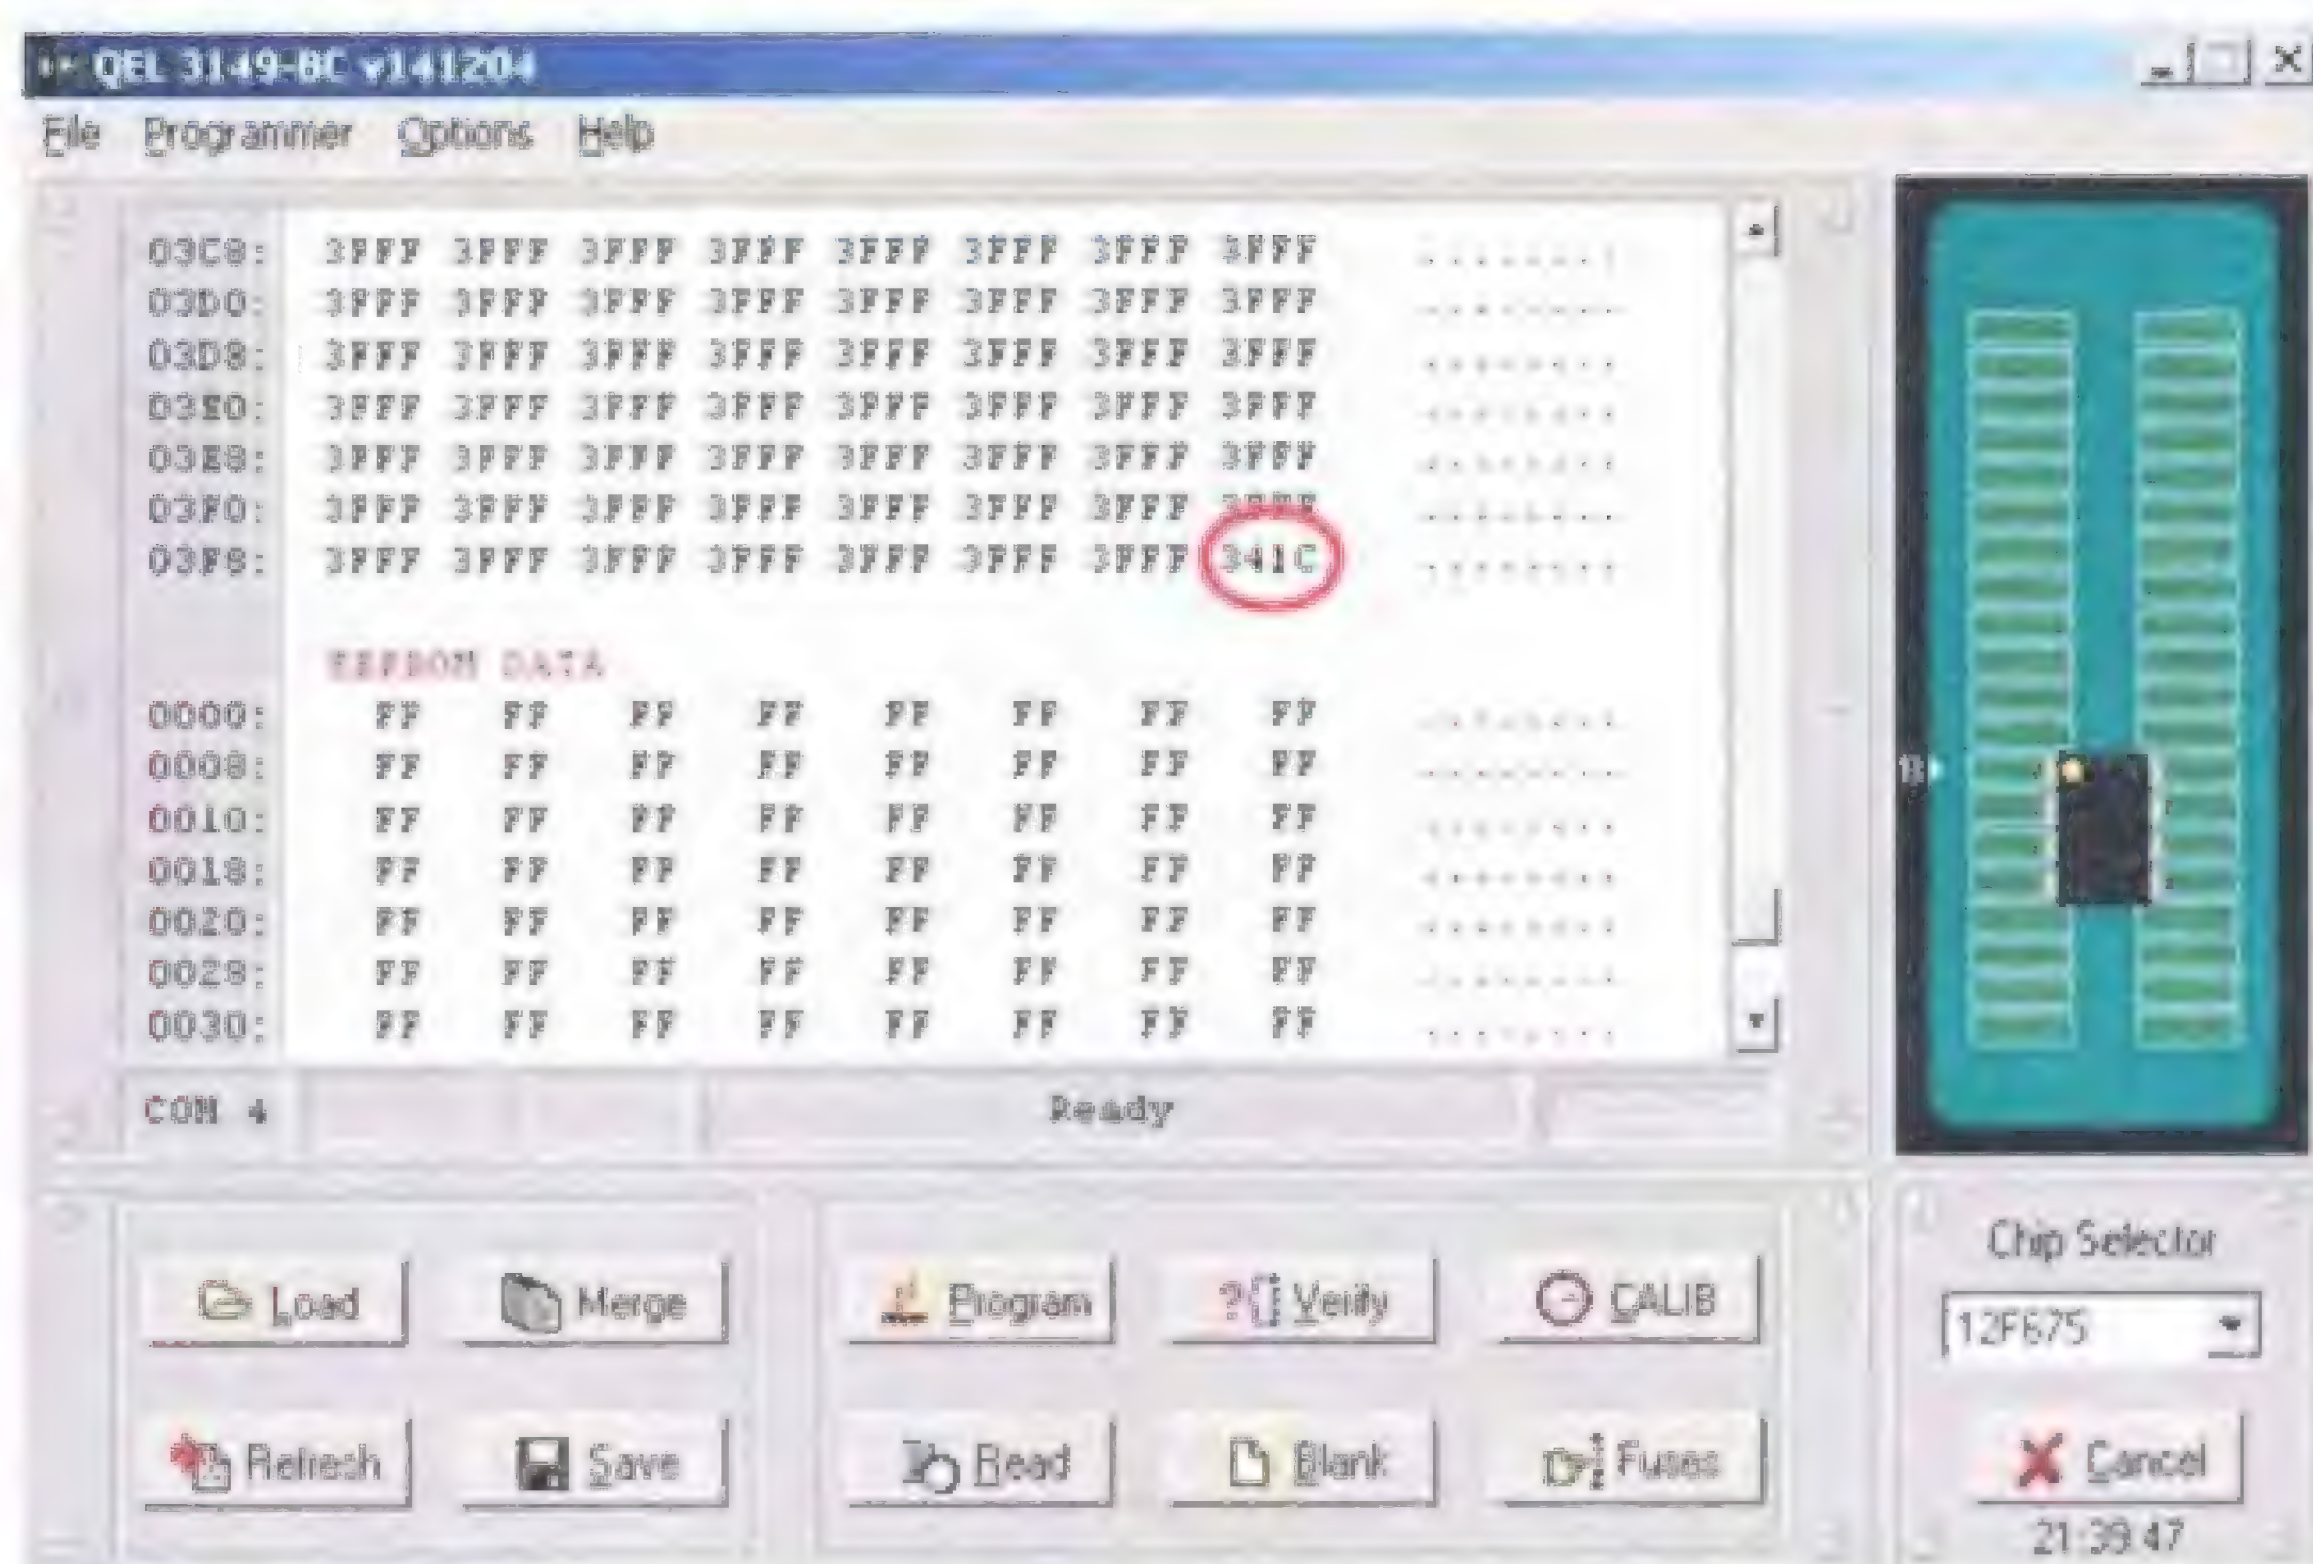 QEL 3149-BC v141204
File Programmer Options Help
03C8: 3FFF 3FFF 3FFF 3FFF 3FFF 3FFF 3FFF 3FFF ........
03D0: 3FFF 3FFF 3FFF 3FFF 3FFF 3FFF 3FFF 3FFF ........
03D8: 3FFF 3FFF 3FFF 3FFF 3FFF 3FFF 3FFF 3FFF ........
03E0: 3FFF 3FFF 3FFF 3FFF 3FFF 3FFF 3FFF 3FFF ........
03E8: 3FFF 3FFF 3FFF 3FFF 3FFF 3FFF 3FFF 3FFF ........
03F0: 3FFF 3FFF 3FFF 3FFF 3FFF 3FFF 3FFF 3FFF ........
03F8: 3FFF 3FFF 3FFF 3FFF 3FFF 3FFF 3FFF 341C ........
EEPROM DATA
0000: FF FF FF FF FF FF FF FF ........
0008: FF FF FF FF FF FF FF FF ........
0010: FF FF FF FF FF FF FF FF ........
0018: FF FF FF FF FF FF FF FF ........
0020: FF FF FF FF FF FF FF FF ........
0028: FF FF FF FF FF FF FF FF ........
0030: FF FF FF FF FF FF FF FF ........
COM 4 Ready
Chip Selector
Load Merge Program Verify CALIB
12F675
Refresh Save Read Blank Fuses
Cancel
21:39:47